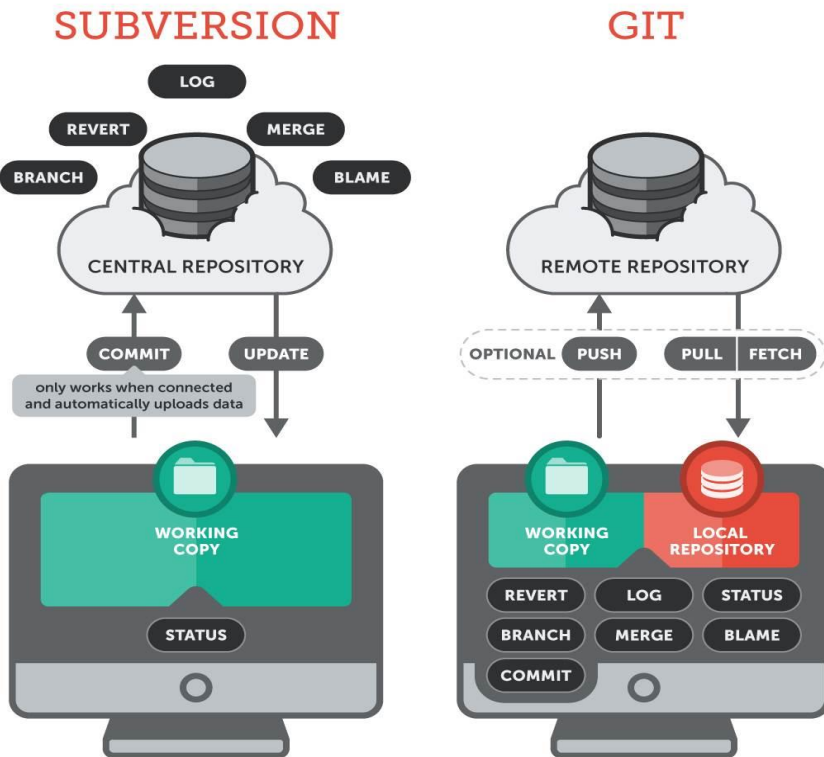 SUBVERSION
LOG
REVERT
MERGE
BRANCH
BLAME
CENTRAL REPOSITORY
COMMIT
UPDATE
only works when connected
and automatically uploads data
WORKING
COPY
STATUS
GIT
REMOTE REPOSITORY
OPTIONAL
PUSH
PULL
FETCH
WORKING
COPY
LOCAL
REPOSITORY
REVERT
LOG
STATUS
BRANCH
MERGE
BLAME
COMMIT